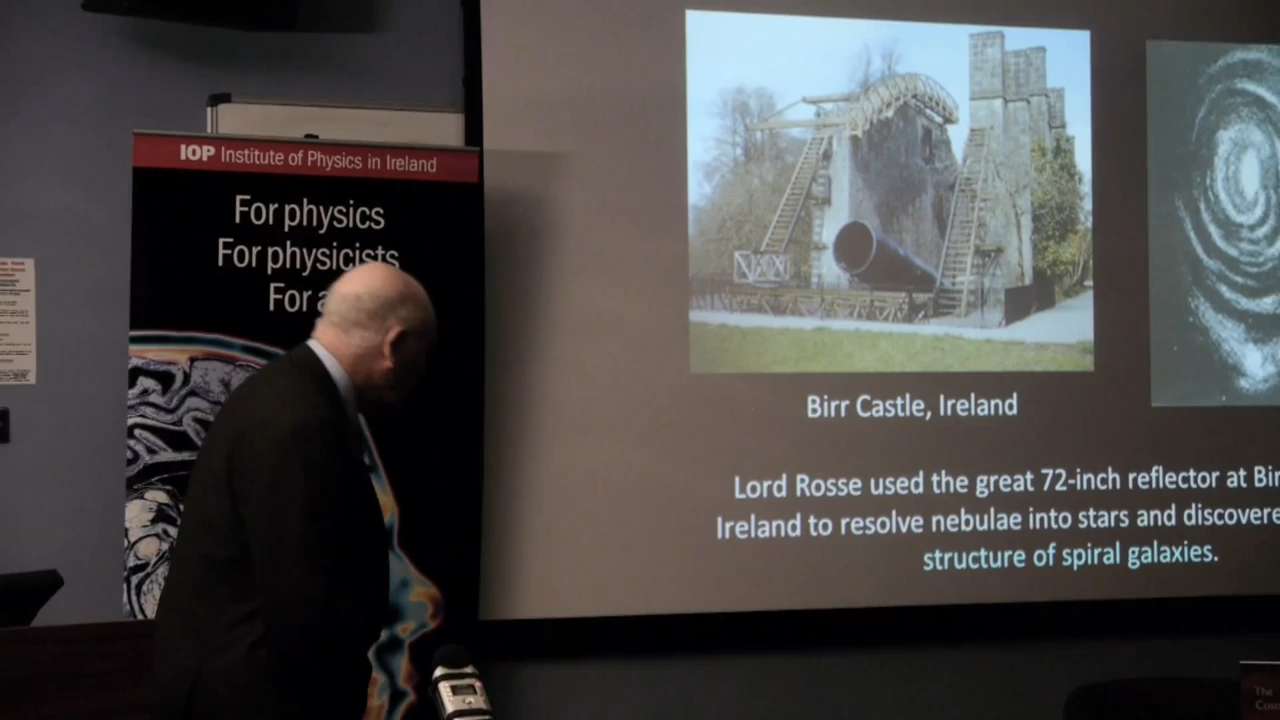 IOP Institute of Physics in Ireland
For physics
For physicists
For a
Birr Castle, Ireland
Lord Rosse used the great 72-inch reflector at Bir
Ireland to resolve nebulae into stars and discovere
structure of spiral galaxies.
The